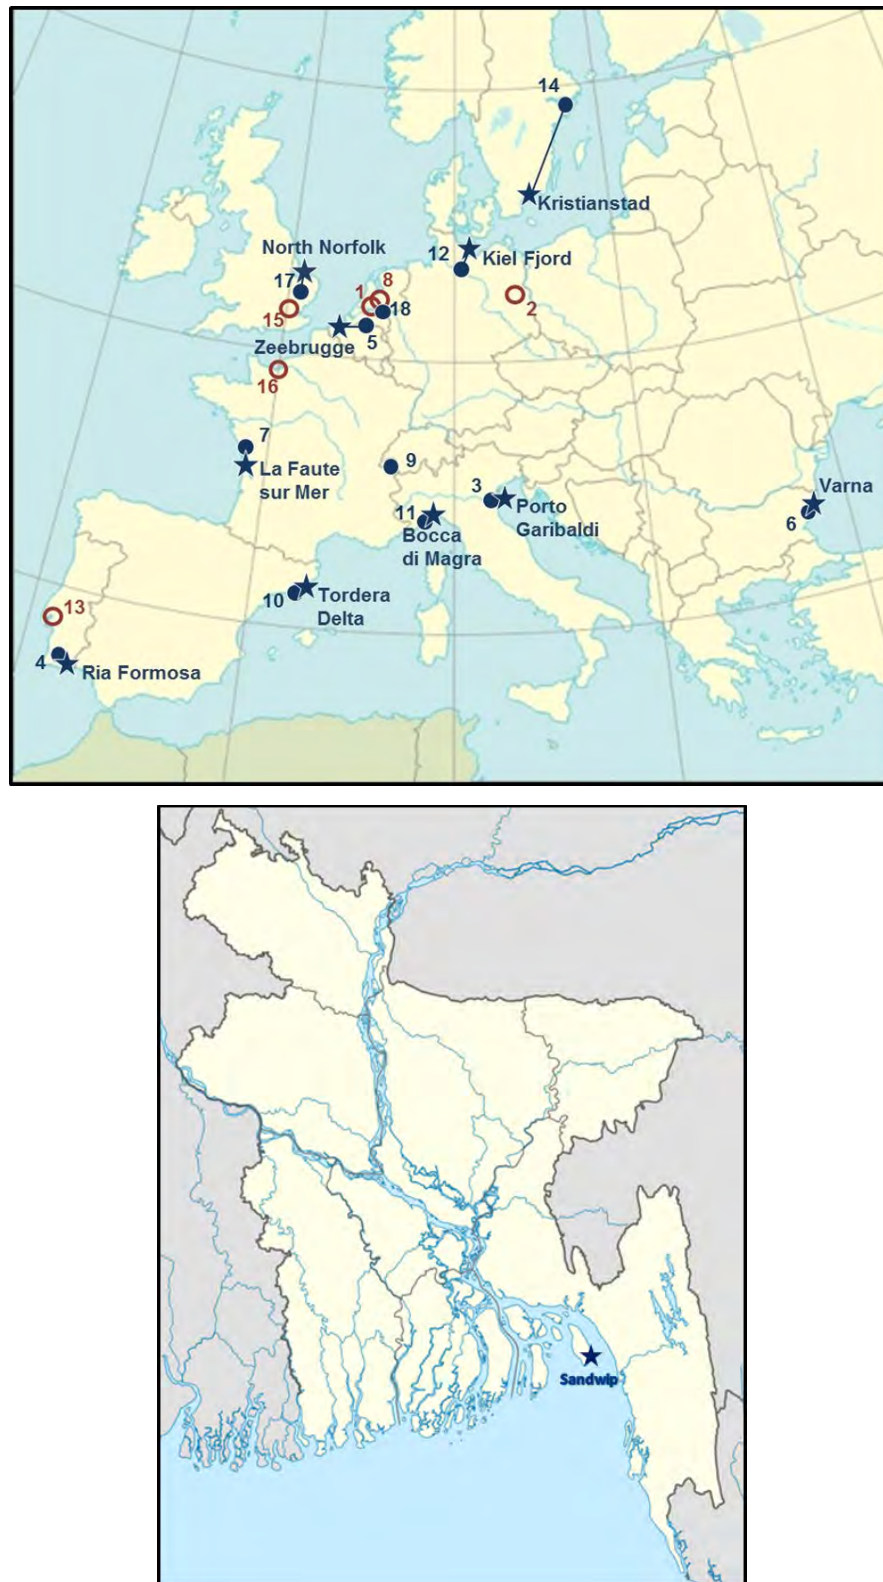 14
Kristianstad
North Norfolk
12
Kiel Fjord
17
1
8
2
15
18
Zeebrugge
5
16
7
9
La Faute
sur Mer
3
Varna
Porto
Garibaldi
6
11
Bocca
di Magra
10
Tordera
Delta
13
4
Ria Formosa
Sandwip